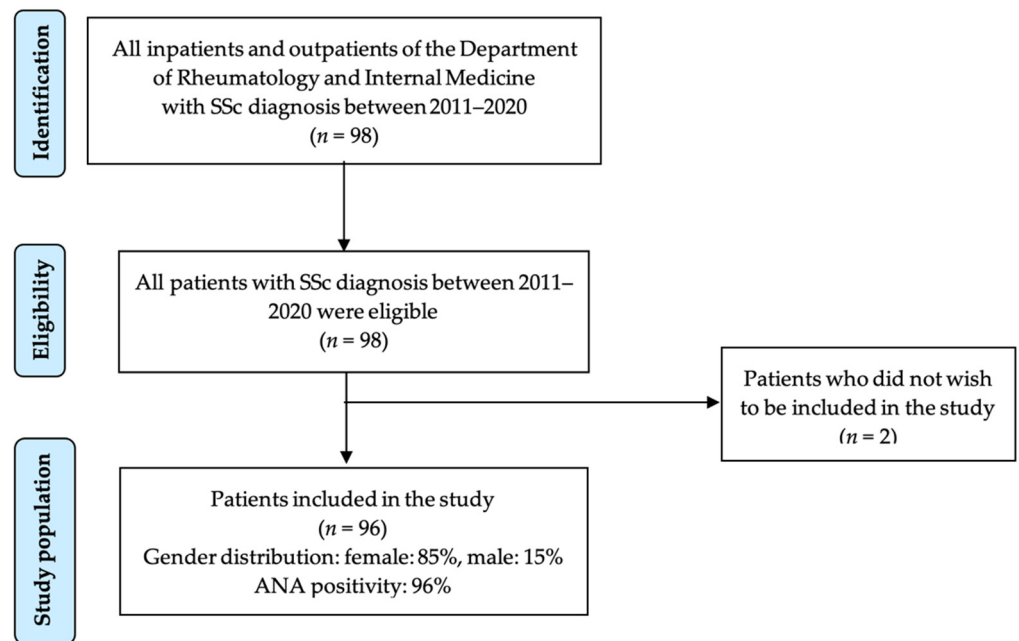 Identification
All inpatients and outpatients of the Department
of Rheumatology and Internal Medicine
with SSc diagnosis between 2011–2020
(n = 98)
Eligibility
All patients with SSc diagnosis between 2011–
2020 were eligible
(n = 98)
Patients who did not wish
to be included in the study
(n = 2)
Study population
Patients included in the study
(n = 96)
Gender distribution: female: 85%, male: 15%
ANA positivity: 96%